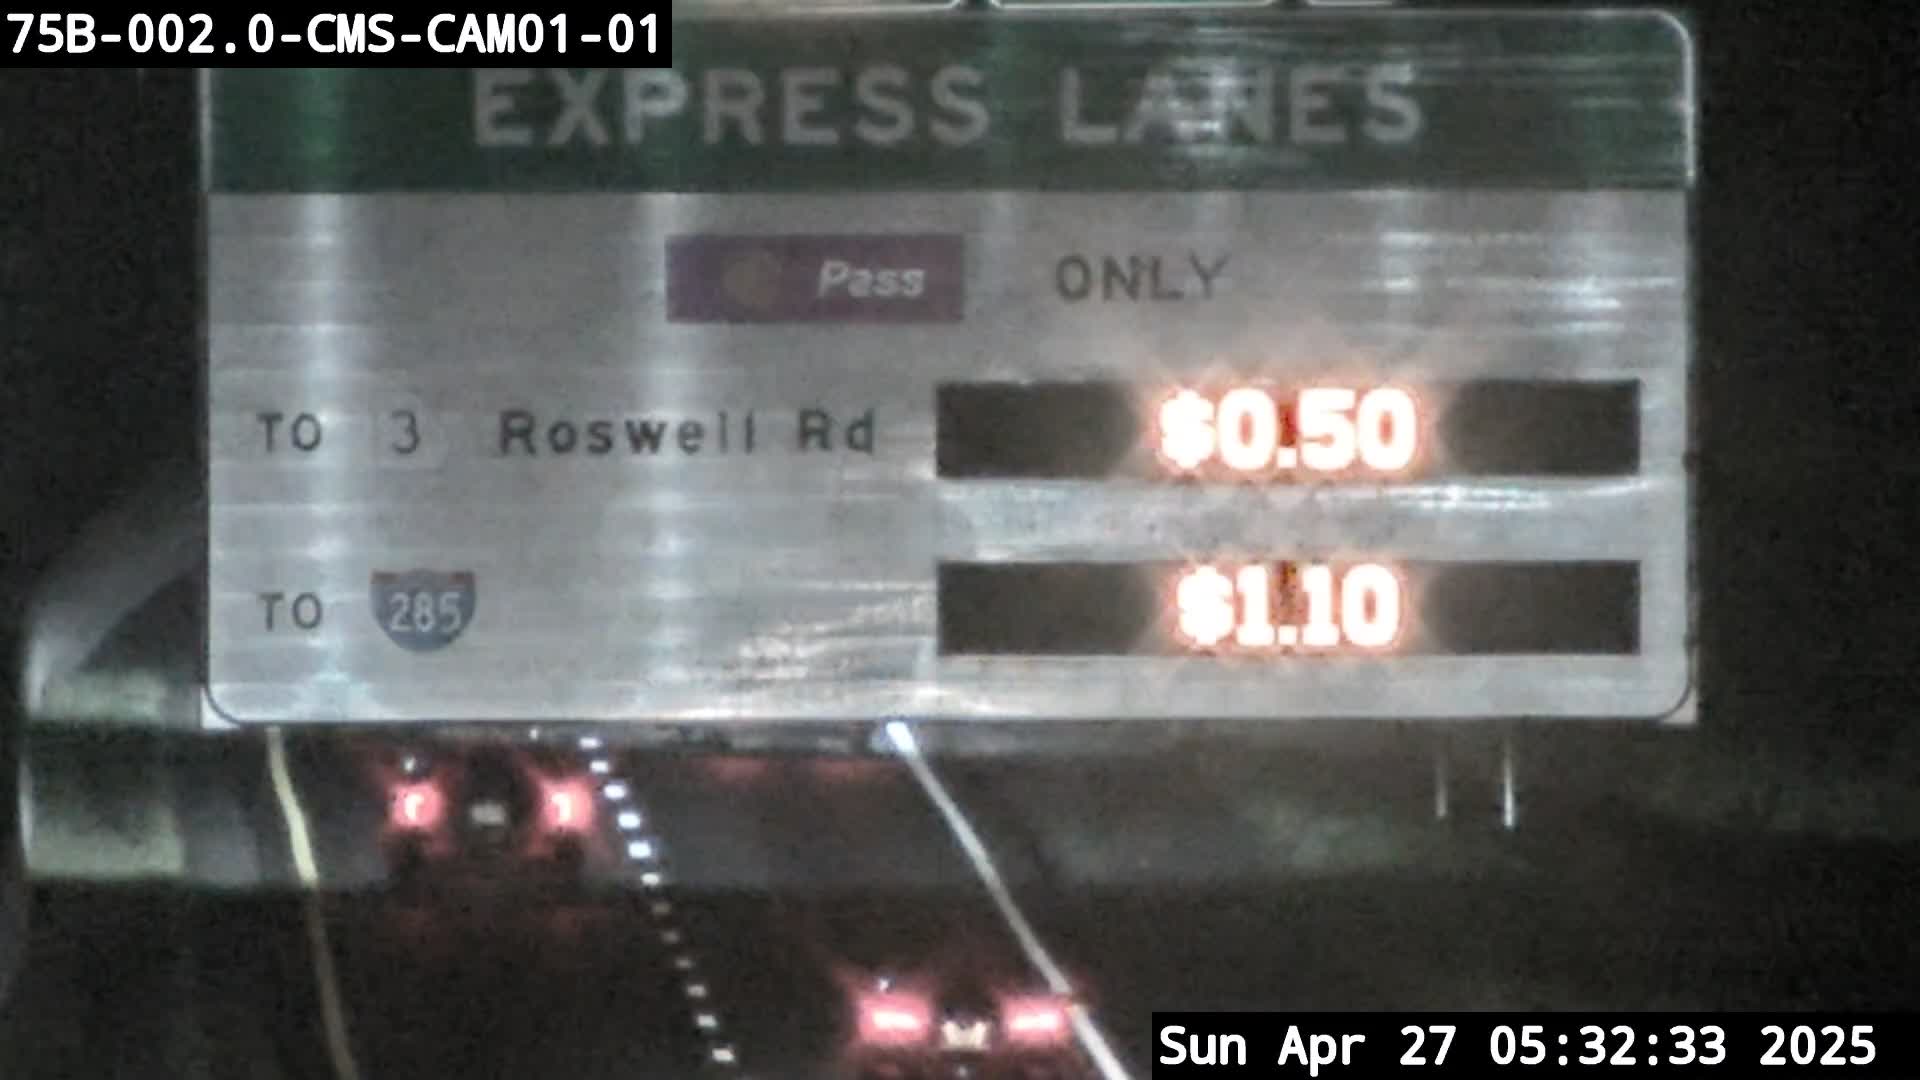 75B-002.0-CMS-CAM01-01
EXPRESS LANES
Pass ONLY
TO 3 Roswell Rd $0.50
TO 285 $1.10
Sun Apr 27 05:32:33 2025